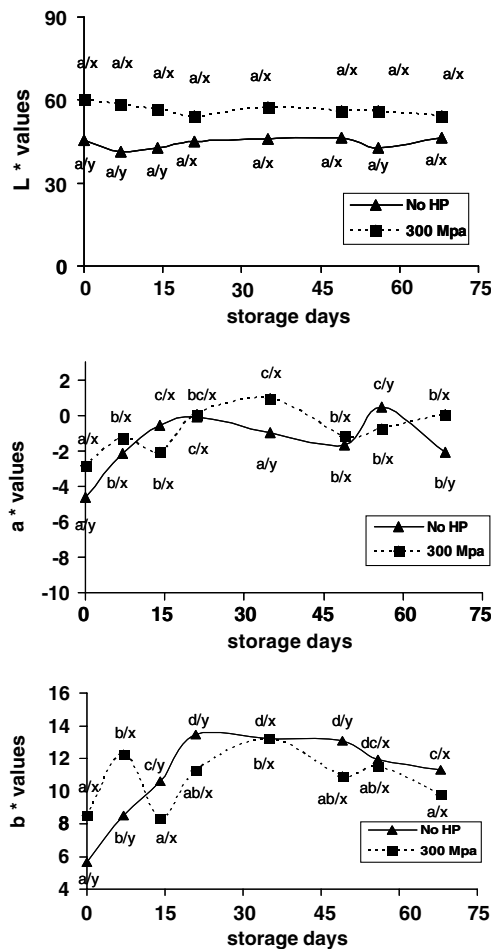 90
60
30
0
L * values
a/x a/x a/x a/x a/x a/x a/x a/x
a/y a/y a/y a/x a/x a/x a/y a/x
No HP
300 Mpa
0 15 30 45 60 75
storage days
2
0
-2
-4
-6
-8
-10
a * values
a/x b/x c/x bc/x c/x b/x c/y b/x
a/y b/x b/x c/x a/y b/x b/x b/y
No HP
300 Mpa
0 15 30 45 60 75
storage days
16
14
12
10
8
6
4
b * values
a/x b/x c/y d/y d/x d/y dc/x c/x
a/y b/y a/x ab/x b/x ab/x ab/x a/x
No HP
300 Mpa
0 15 30 45 60 75
storage days